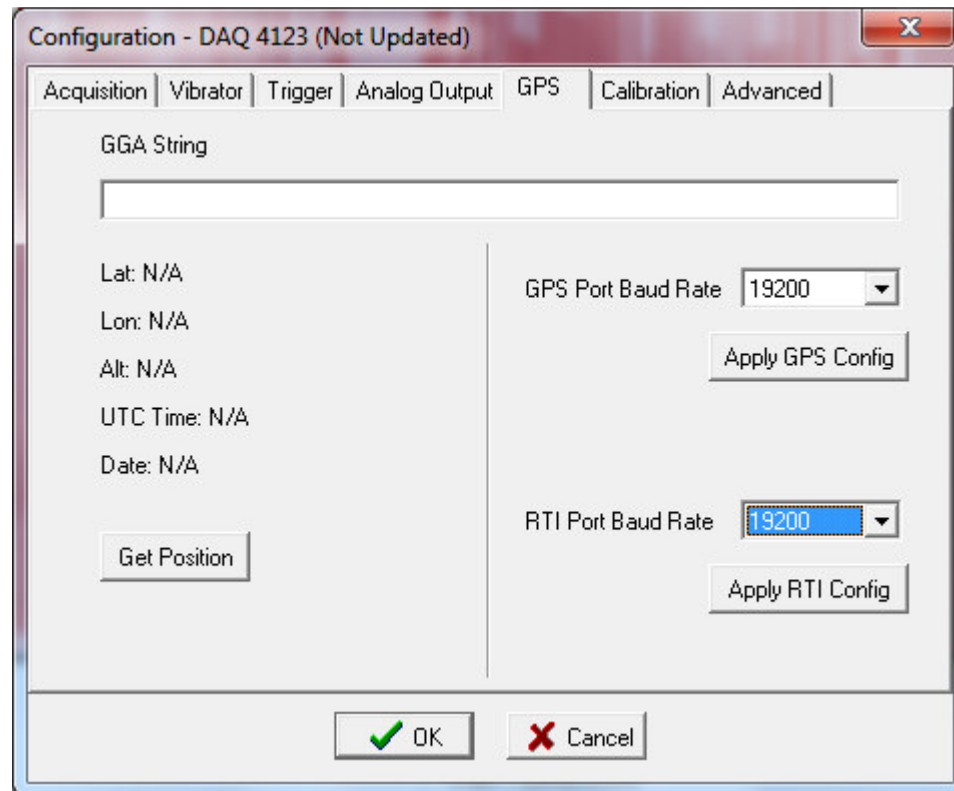 Configuration - DAQ 4123 (Not Updated)
Acquisition Vibrator Trigger Analog Output GPS Calibration Advanced
GGA String
Lat: N/A
Lon: N/A
Alt: N/A
UTC Time: N/A
Date: N/A
Get Position
GPS Port Baud Rate 19200
Apply GPS Config
RTI Port Baud Rate 19200
Apply RTI Config
OK Cancel